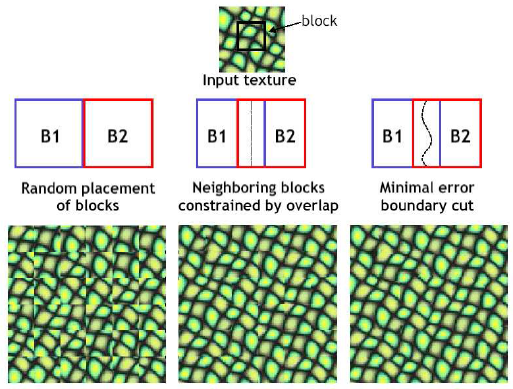 block
Input texture
B1 B2
B1 B2
B1 B2
Random placement
of blocks
Neighboring blocks
constrained by overlap
Minimal error
boundary cut